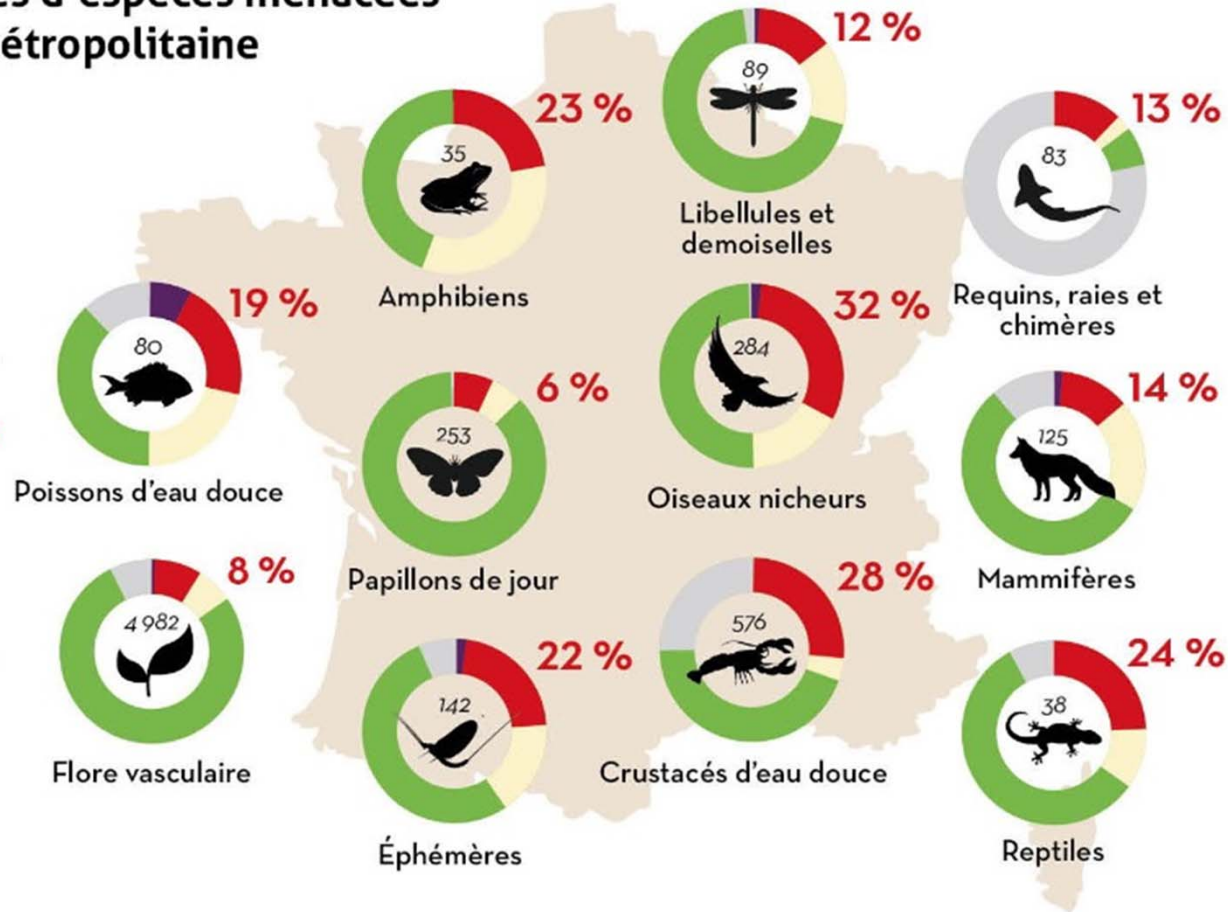 d'espèces menacées
étropolitaine
12 %
89
Libellules et
demoiselles
23 %
35
Amphibiens
13 %
83
Requins, raies et
chimères
19 %
80
Poissons d'eau douce
6 %
253
Papillons de jour
32 %
284
Oiseaux nicheurs
14 %
125
Mammifères
8 %
4 982
Flore vasculaire
22 %
142
Éphémères
28 %
576
Crustacés d'eau douce
24 %
38
Reptiles